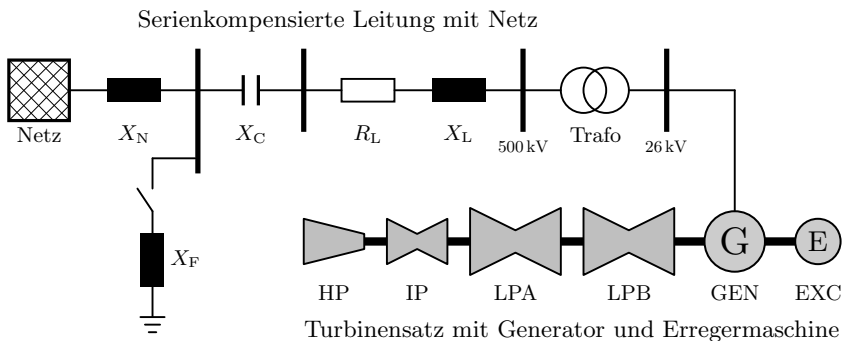 Serienkompensierte Leitung mit Netz
Netz
X_N
X_C
R_L
X_L
500 kV
Trafo
26 kV
X_F
G
E
HP
IP
LPA
LPB
GEN
EXC
Turbinensatz mit Generator und Erregermaschine